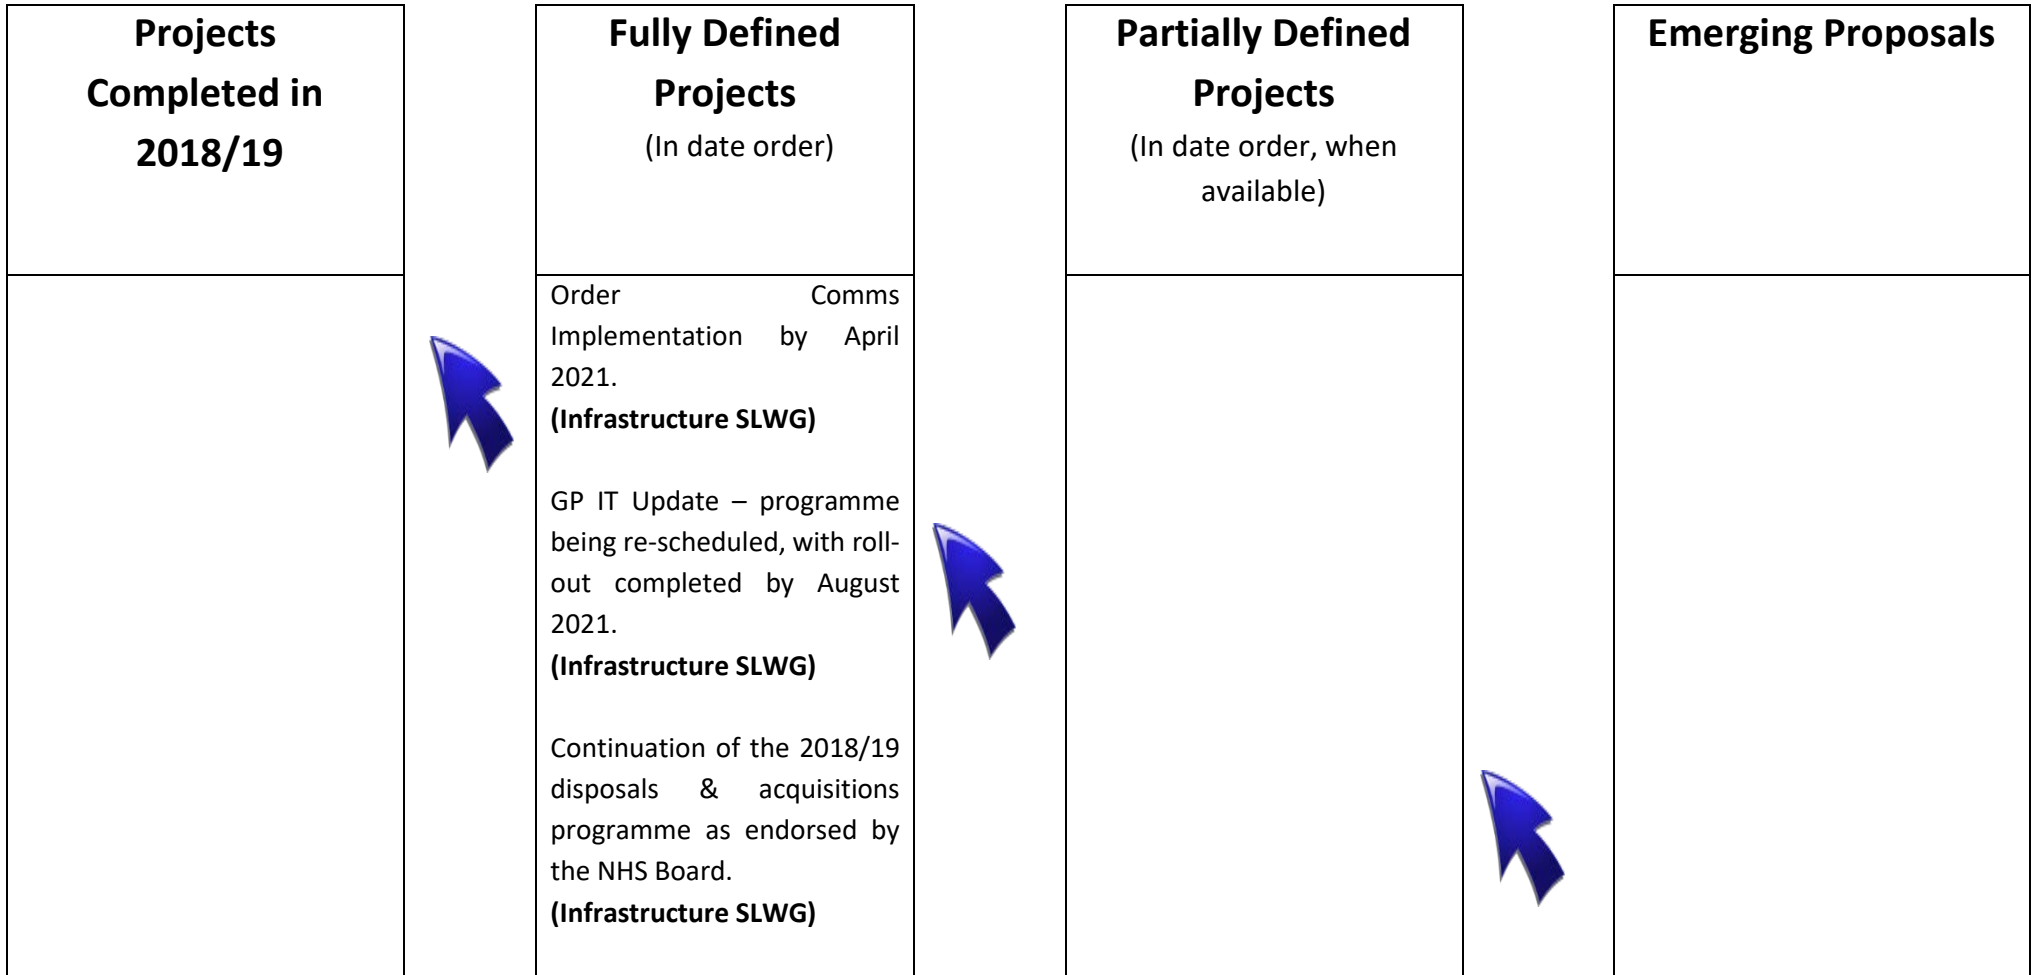 Projects
Completed in
2018/19
Fully Defined
Projects
(In date order)
Partially Defined
Projects
(In date order, when
available)
Emerging Proposals
Order Comms
Implementation by April
2021.
(Infrastructure SLWG)
GP IT Update – programme
being re-scheduled, with roll-
out completed by August
2021.
(Infrastructure SLWG)
Continuation of the 2018/19
disposals & acquisitions
programme as endorsed by
the NHS Board.
(Infrastructure SLWG)